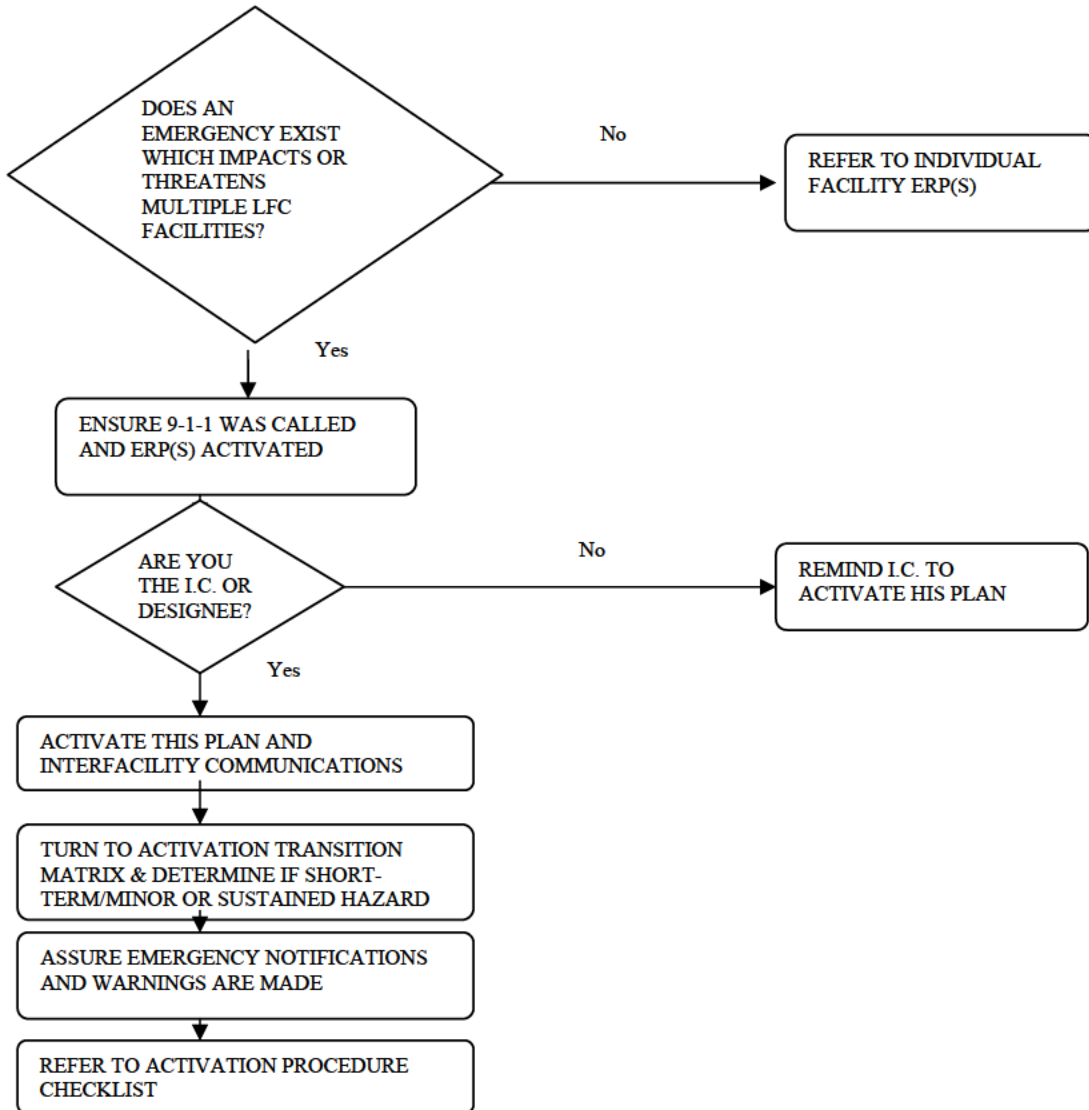 DOES AN
EMERGENCY EXIST
WHICH IMPACTS OR
THREATENS
MULTIPLE LFC
FACILITIES?
No
REFER TO INDIVIDUAL
FACILITY ERP(S)
Yes
ENSURE 9-1-1 WAS CALLED
AND ERP(S) ACTIVATED
ARE YOU
THE I.C. OR
DESIGNEE?
No
REMIND I.C. TO
ACTIVATE HIS PLAN
Yes
ACTIVATE THIS PLAN AND
INTERFACILITY COMMUNICATIONS
TURN TO ACTIVATION TRANSITION
MATRIX & DETERMINE IF SHORT-
TERM/MINOR OR SUSTAINED HAZARD
ASSURE EMERGENCY NOTIFICATIONS
AND WARNINGS ARE MADE
REFER TO ACTIVATION PROCEDURE
CHECKLIST